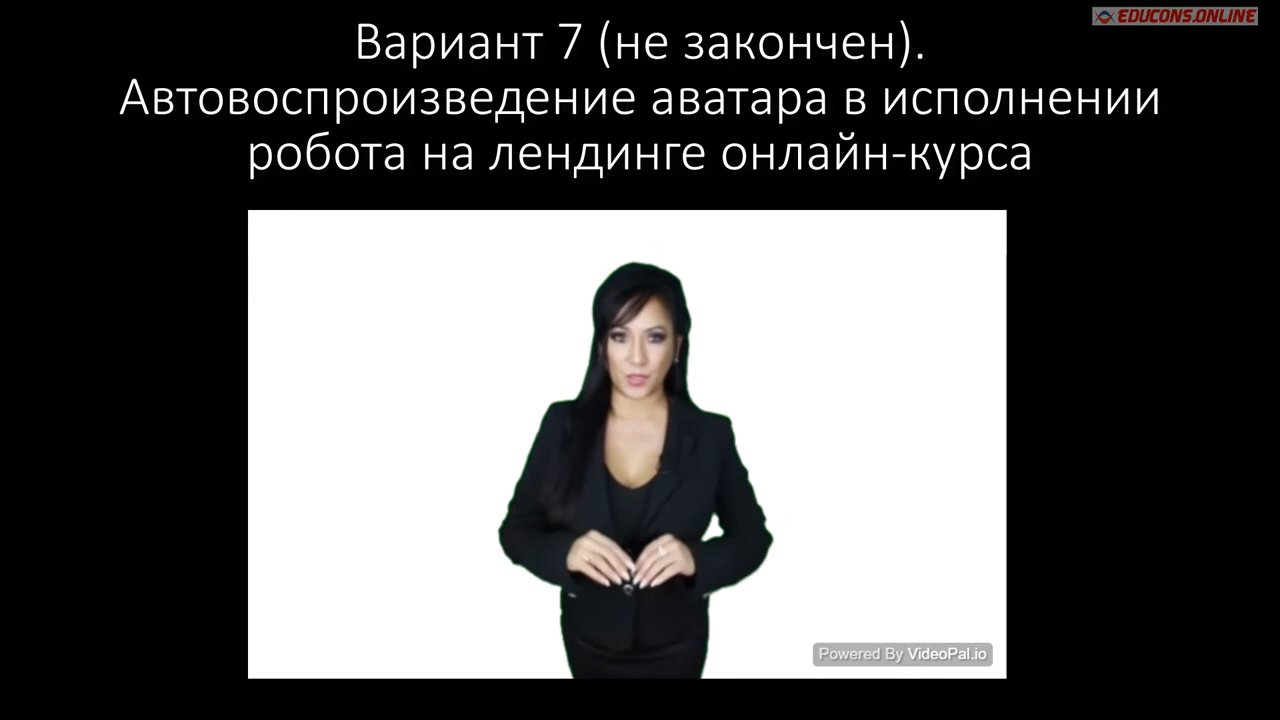 EDUCONS.ONLINE
Вариант 7 (не закончен).
Автовоспроизведение аватара в исполнении
робота на лендинге онлайн-курса
Powered By VideoPal.io